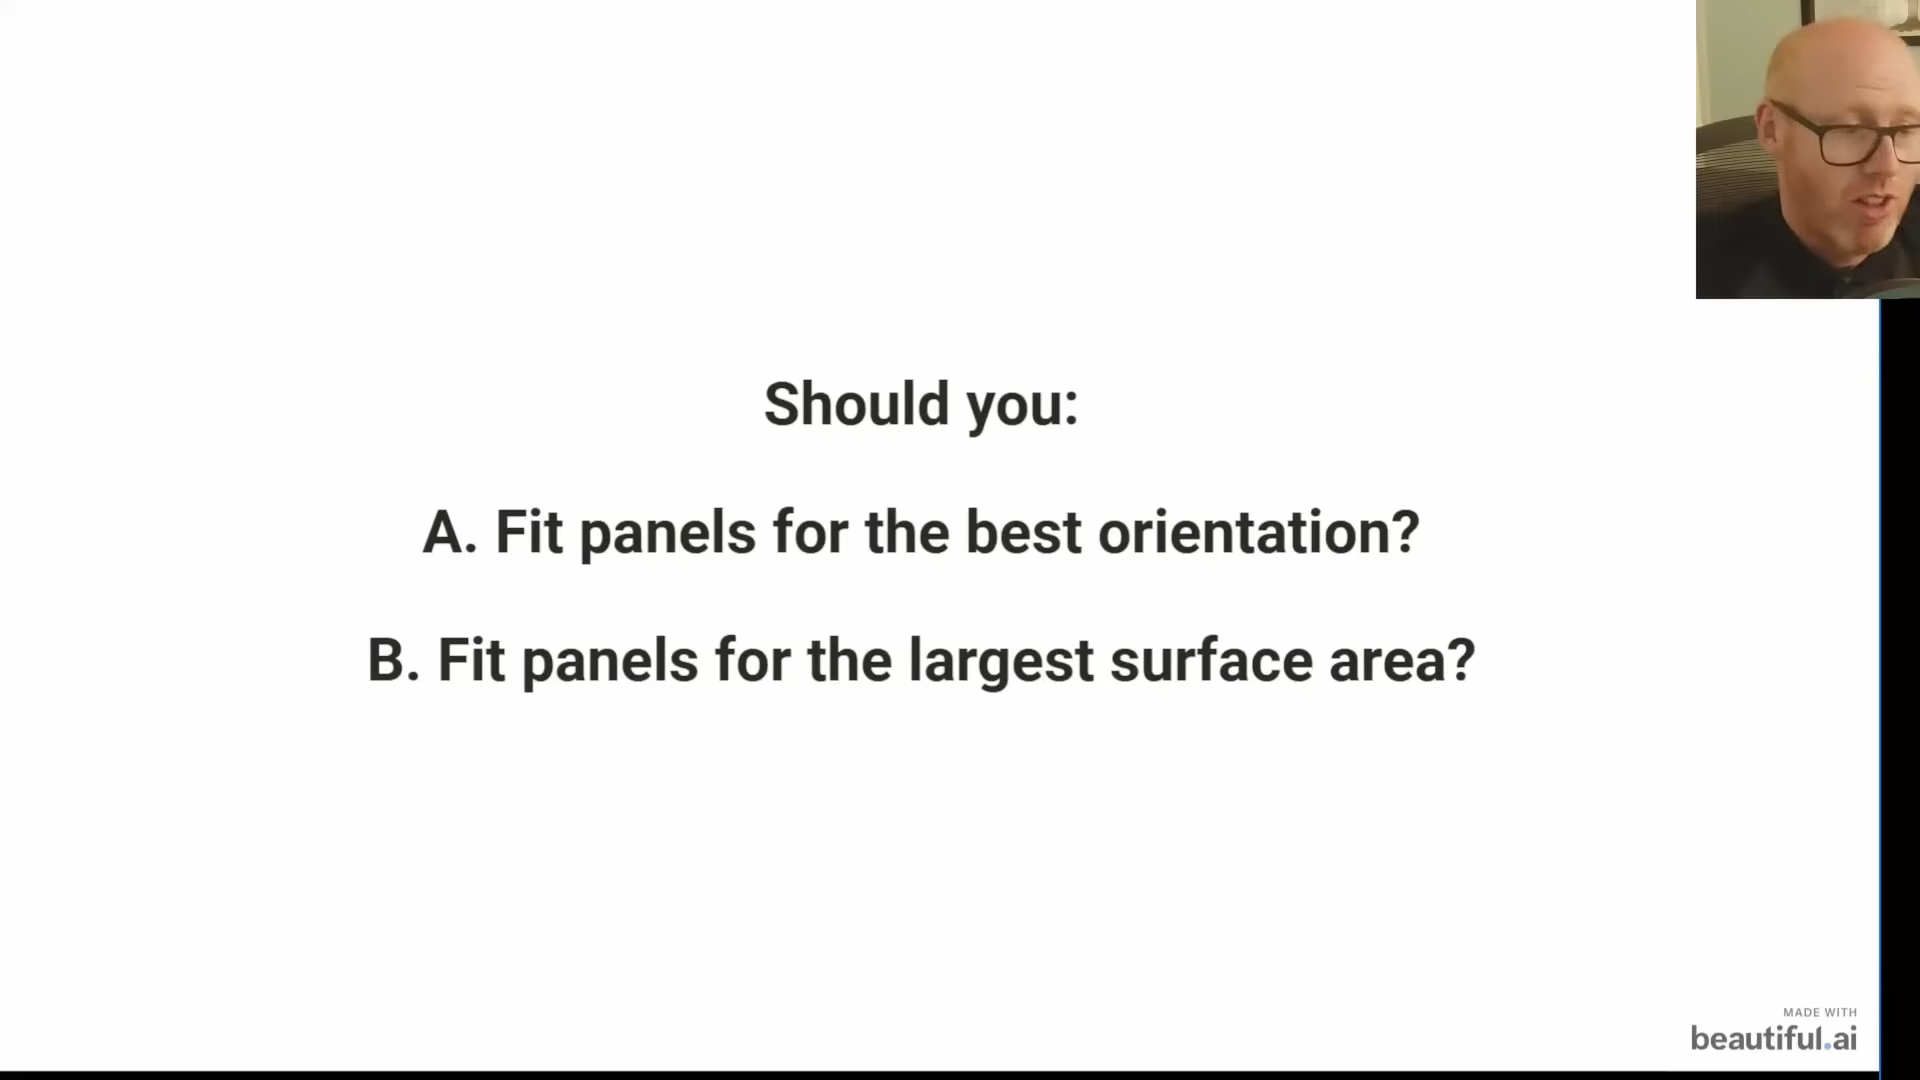 Should you:
A. Fit panels for the best orientation?
B. Fit panels for the largest surface area?
MADE WITH
beautiful.ai